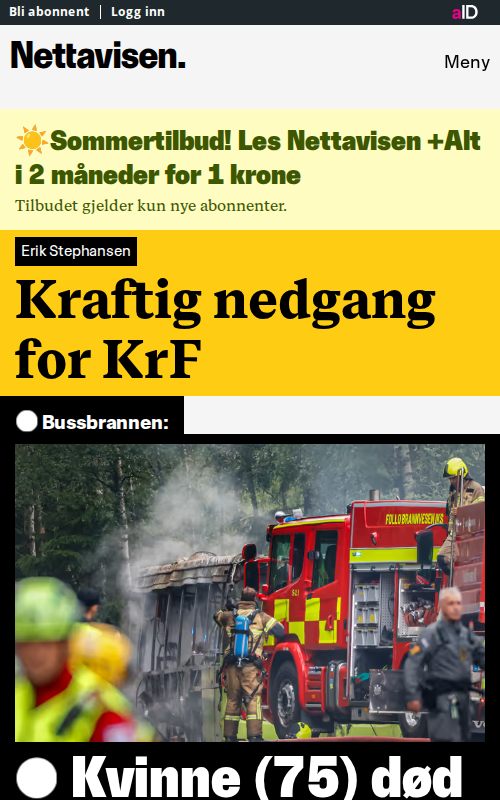 Bli abonnent | Logg inn
aID
Nettavisen.
Meny
☀️Sommertilbud! Les Nettavisen +Alt
i 2 måneder for 1 krone
Tilbudet gjelder kun nye abonnenter.
Erik Stephansen
Kraftig nedgang
for KrF
Bussbrannen:
FOLLO BRANNVESEN IKS
Kvinne (75) død